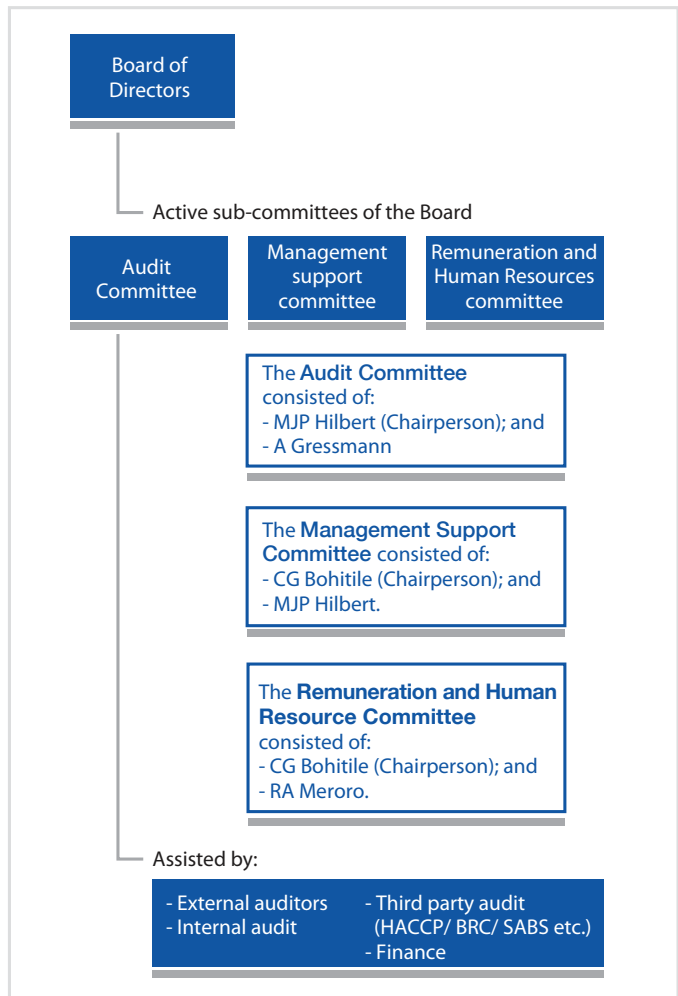 Board of
Directors
Active sub-committees of the Board
Audit
Committee
Management
support
committee
Remuneration and
Human Resources
committee
The Audit Committee
consisted of:
- MJP Hilbert (Chairperson); and
- A Gressmann
The Management Support
Committee consisted of:
- CG Bohitile (Chairperson); and
- MJP Hilbert.
The Remuneration and Human
Resource Committee
consisted of:
- CG Bohitile (Chairperson); and
- RA Meroro.
Assisted by:
- External auditors
- Internal audit
- Third party audit
(HACCP/ BRC/ SABS etc.)
- Finance